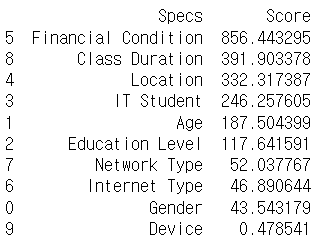 Specs Score
5 Financial Condition 856.443295
8 Class Duration 391.903378
4 Location 332.317387
3 IT Student 246.257605
1 Age 187.504399
2 Education Level 117.641591
7 Network Type 52.037767
6 Internet Type 46.890644
0 Gender 43.543179
9 Device 0.478541